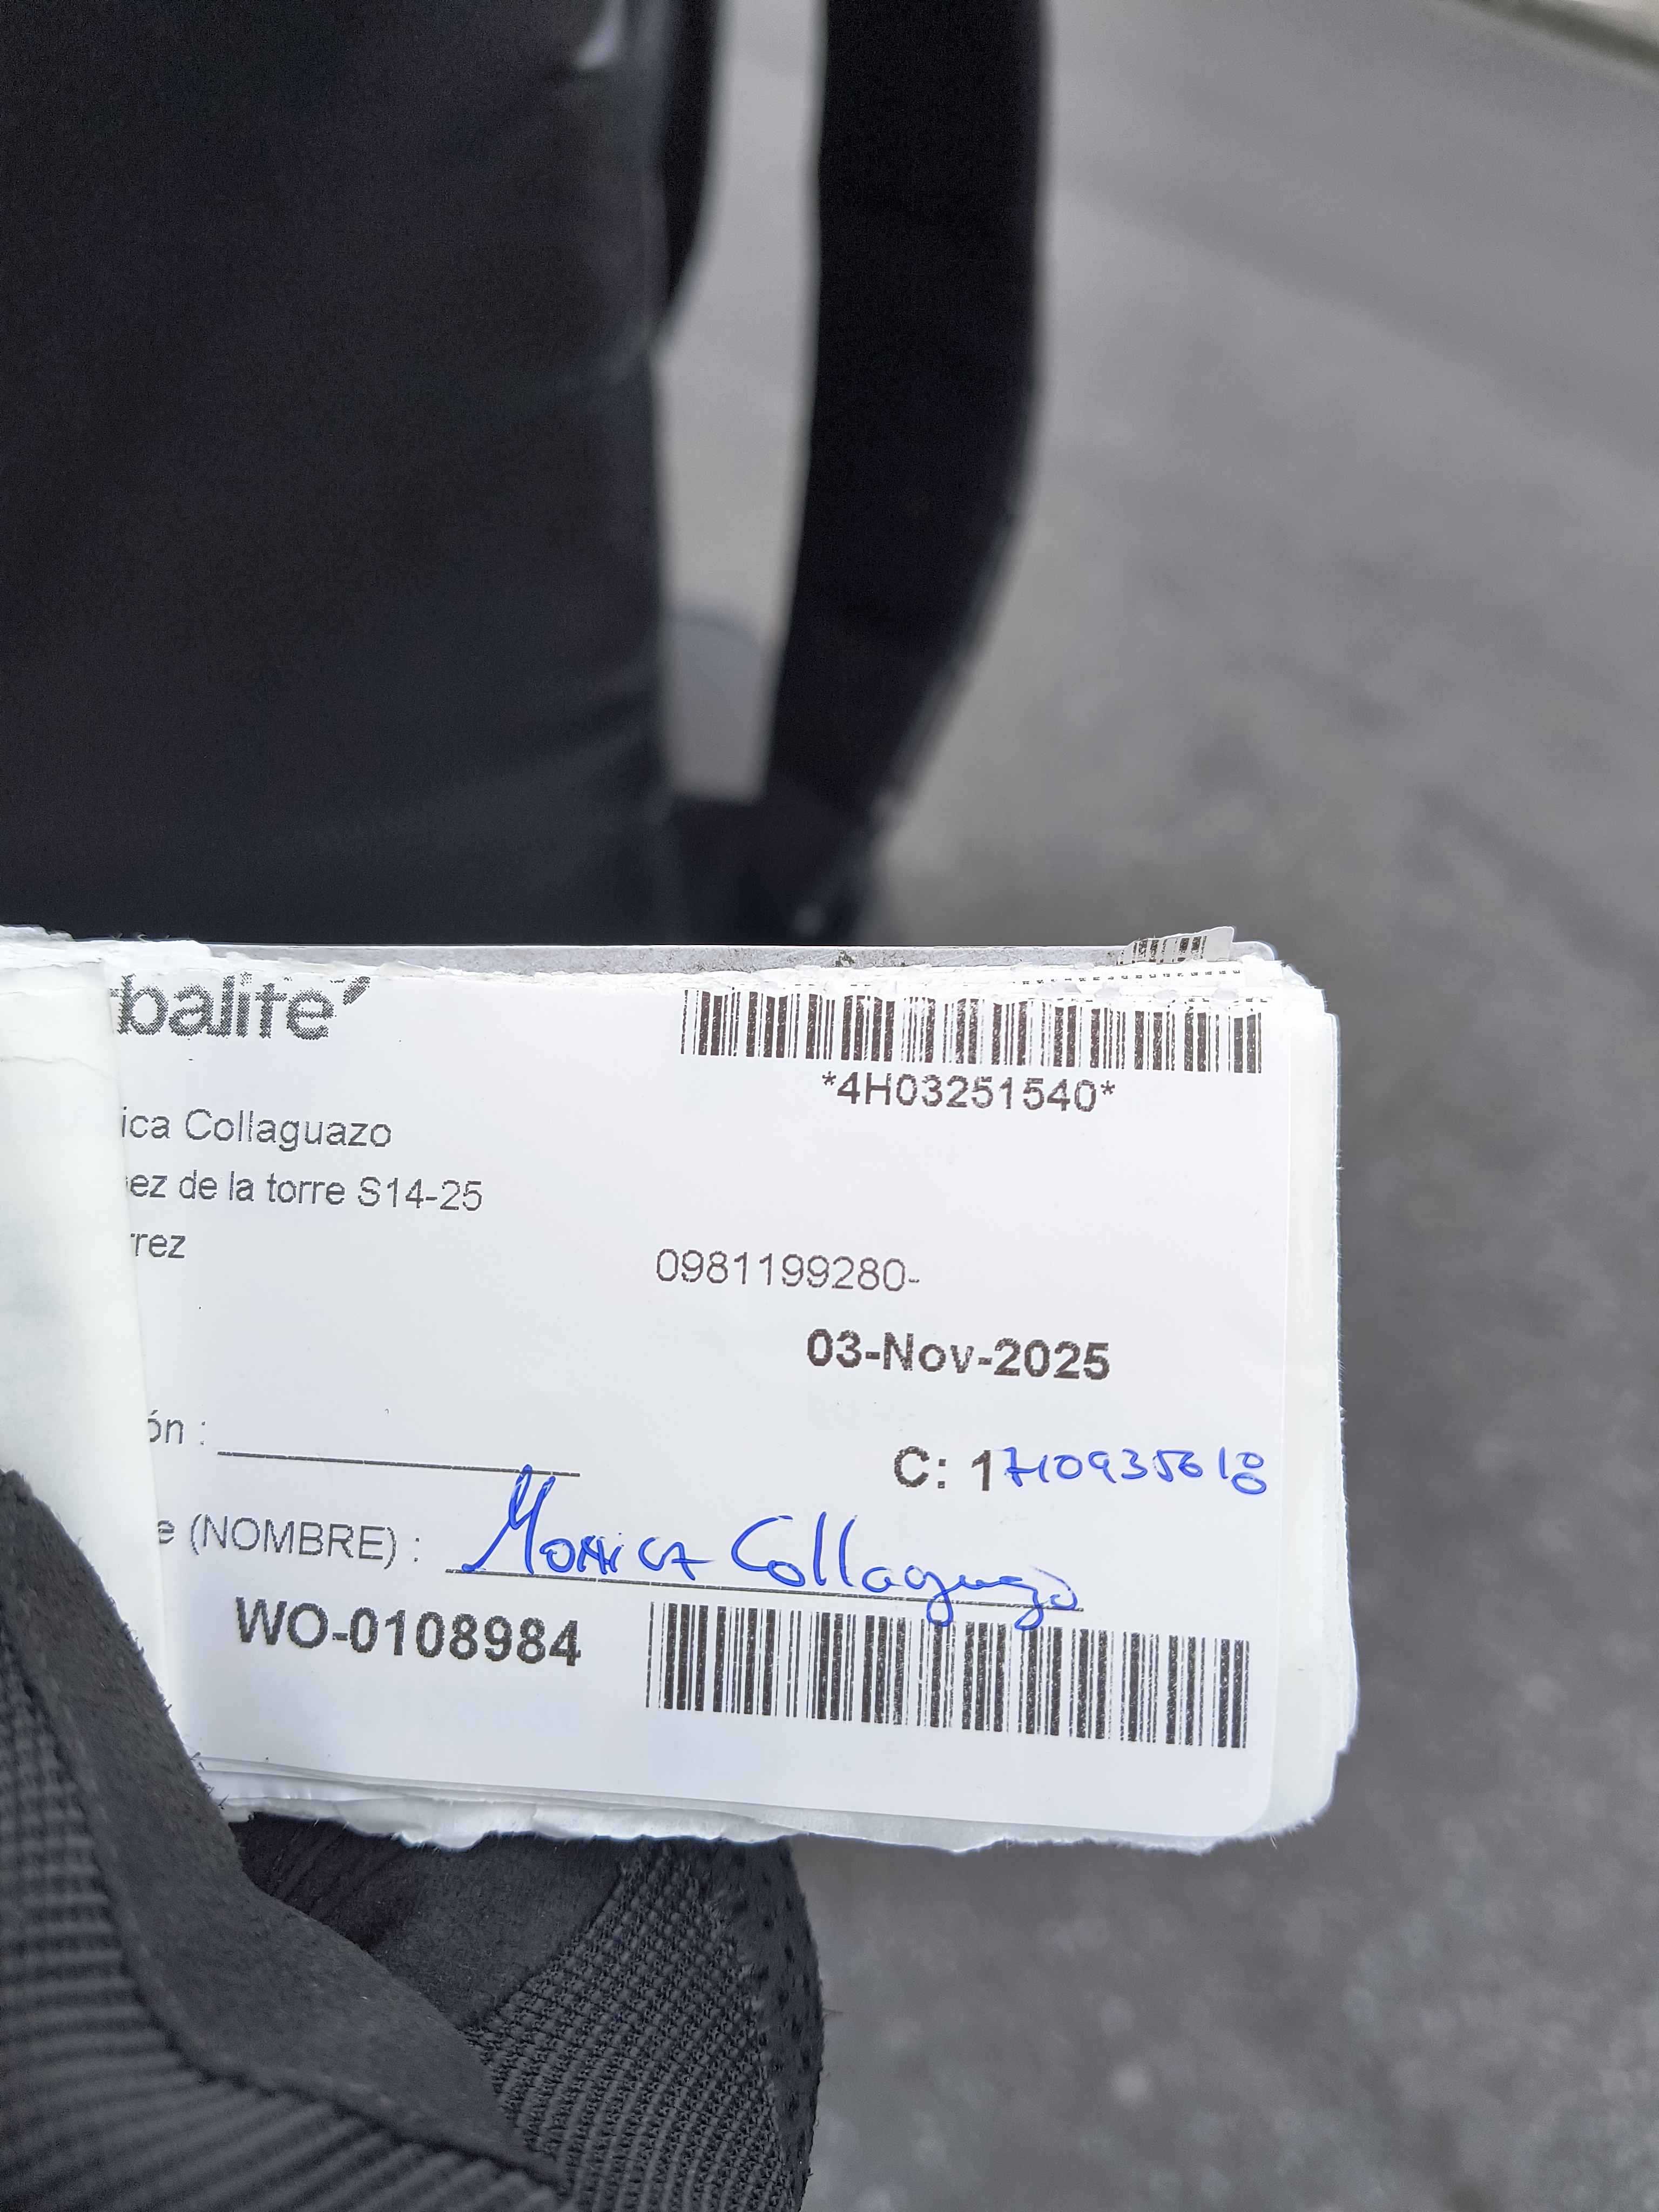 balife
*4H03251540*
ica Collaguazo
ez de la torre S14-25
rrez
0981199280-
03-Nov-2025
ón :
C: 1710935618
e (NOMBRE) : Monica Collaguazo
WO-0108984